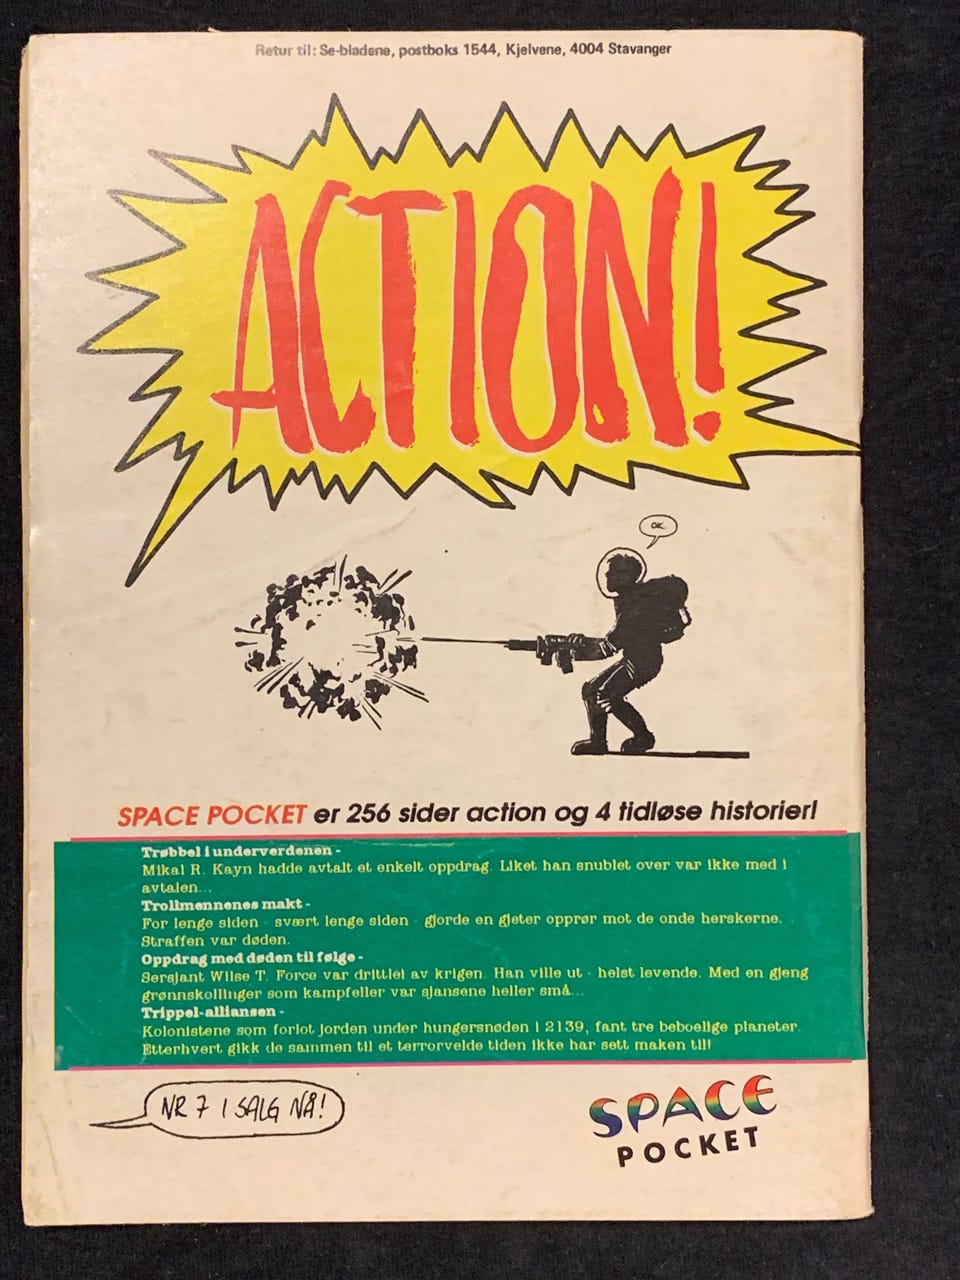 Retur til: Se-bladene, postboks 1544, Kjelvene, 4004 Stavanger
ACTION!
OK.
SPACE POCKET er 256 sider action og 4 tidløse historier!
Trøbbel i underverdenen -
Mikal R. Kayn hadde avtalt et enkelt oppdrag. Liket han snublet over var ikke med i
avtalen...
Trollmennenes makt -
For lenge siden - svært lenge siden - gjorde en gjeter opprør mot de onde herskerne.
Straffen var døden.
Oppdrag med døden til følge -
Sersjant Wilse T. Force var drittlei av krigen. Han ville ut - helst levende. Med en gjeng
grønnskollinger som kampfeller var sjansene heller små...
Trippel-alliansen -
Kolonistene som forlot jorden under hungersnøden i 2139, fant tre beboelige planeter.
Etterhvert gikk de sammen til et terrorvelde tiden ikke har sett maken til!
NR 7 I SALG NÅ!
SPACE
POCKET